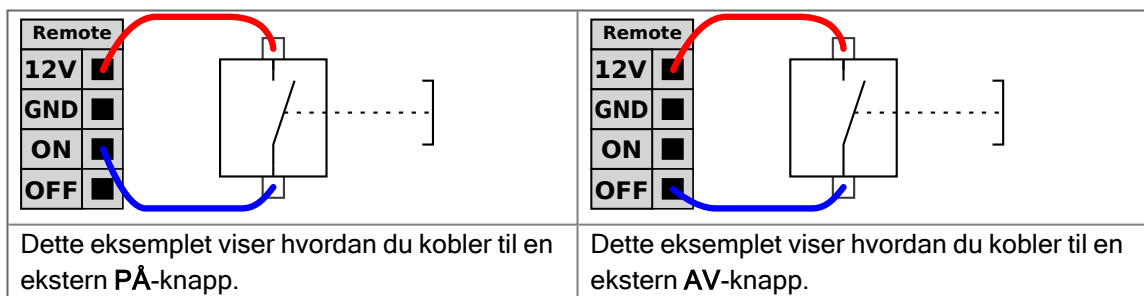 Remote
12V
GND
ON
OFF
Dette eksemplet viser hvordan du kobler til en
ekstern PÅ-knapp.
Remote
12V
GND
ON
OFF
Dette eksemplet viser hvordan du kobler til en
ekstern AV-knapp.